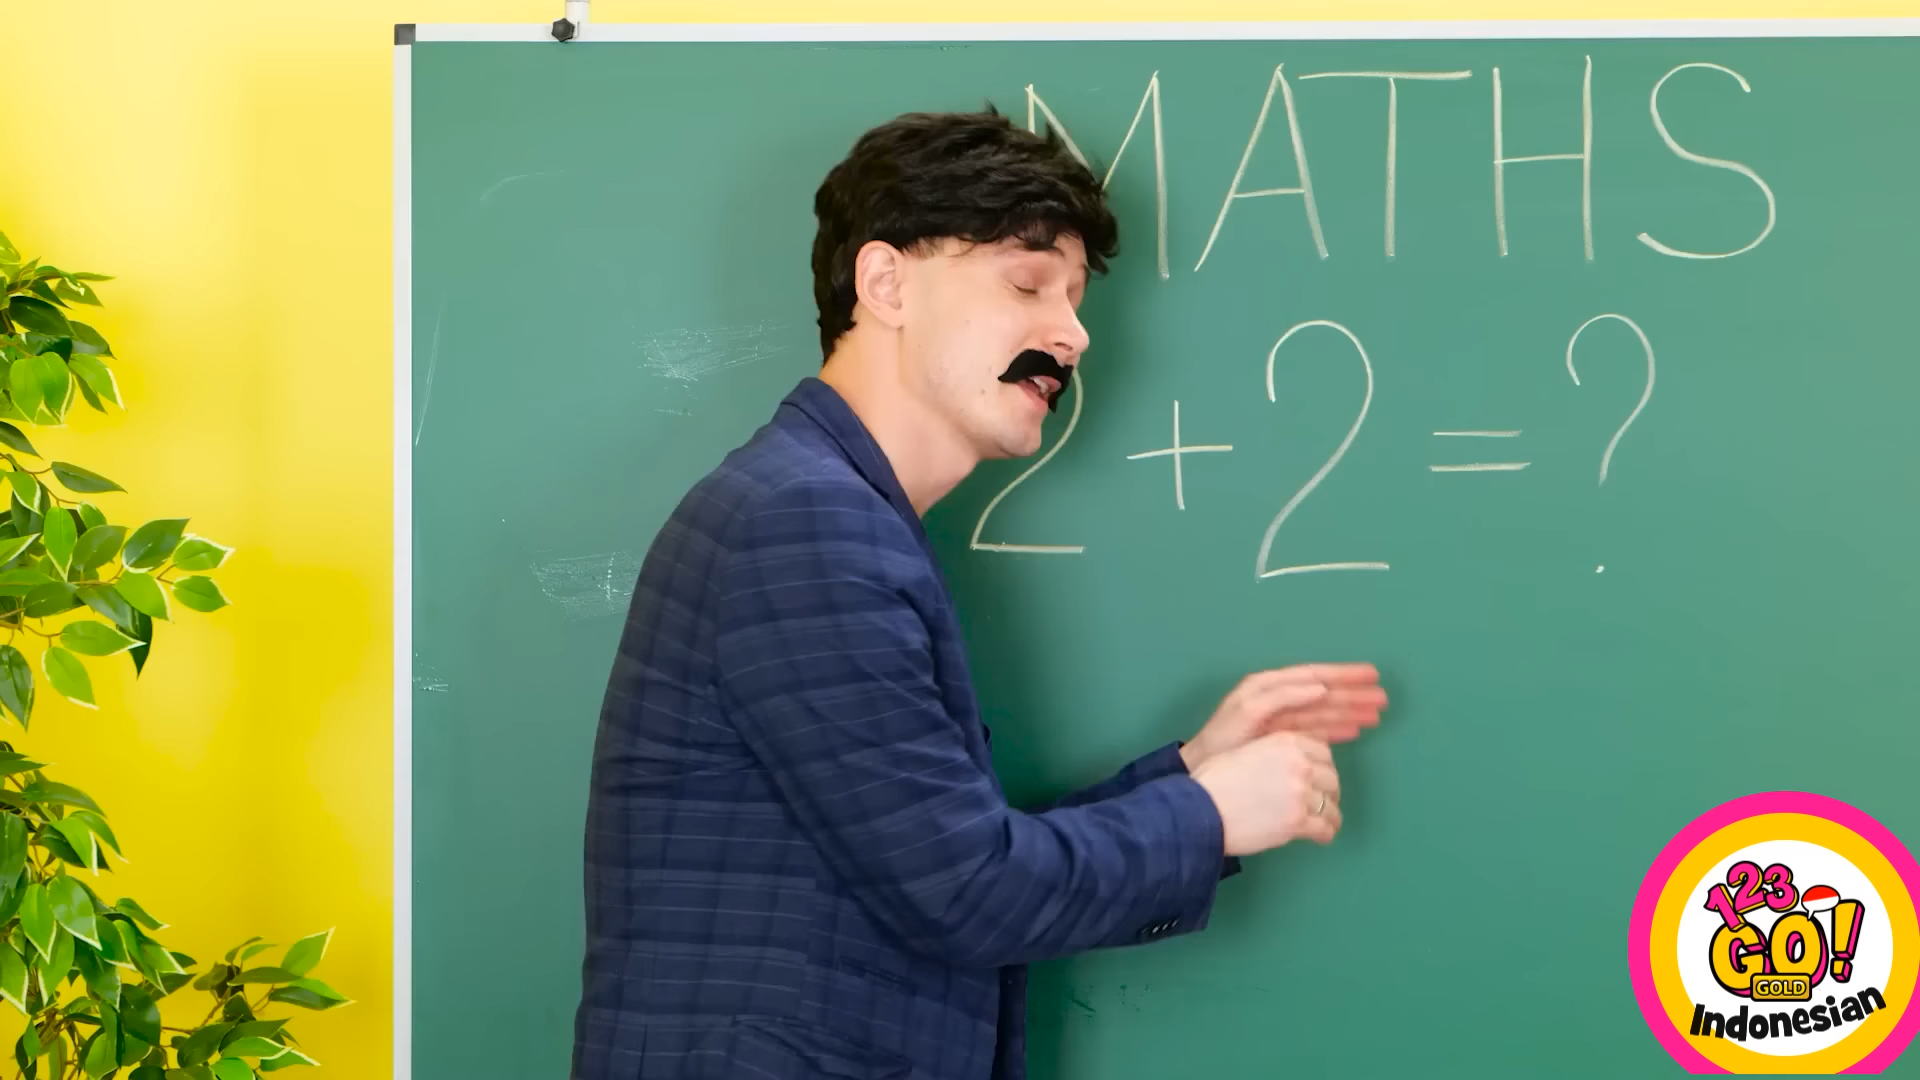 MATHS
2 + 2 = ?
123
GO!
GOLD
Indonesian